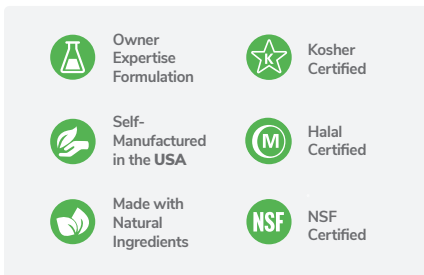 Owner
Expertise
Formulation
K
Kosher
Certified
Self-
Manufactured
in the USA
M
Halal
Certified
Made with
Natural
Ingredients
NSF
NSF
Certified